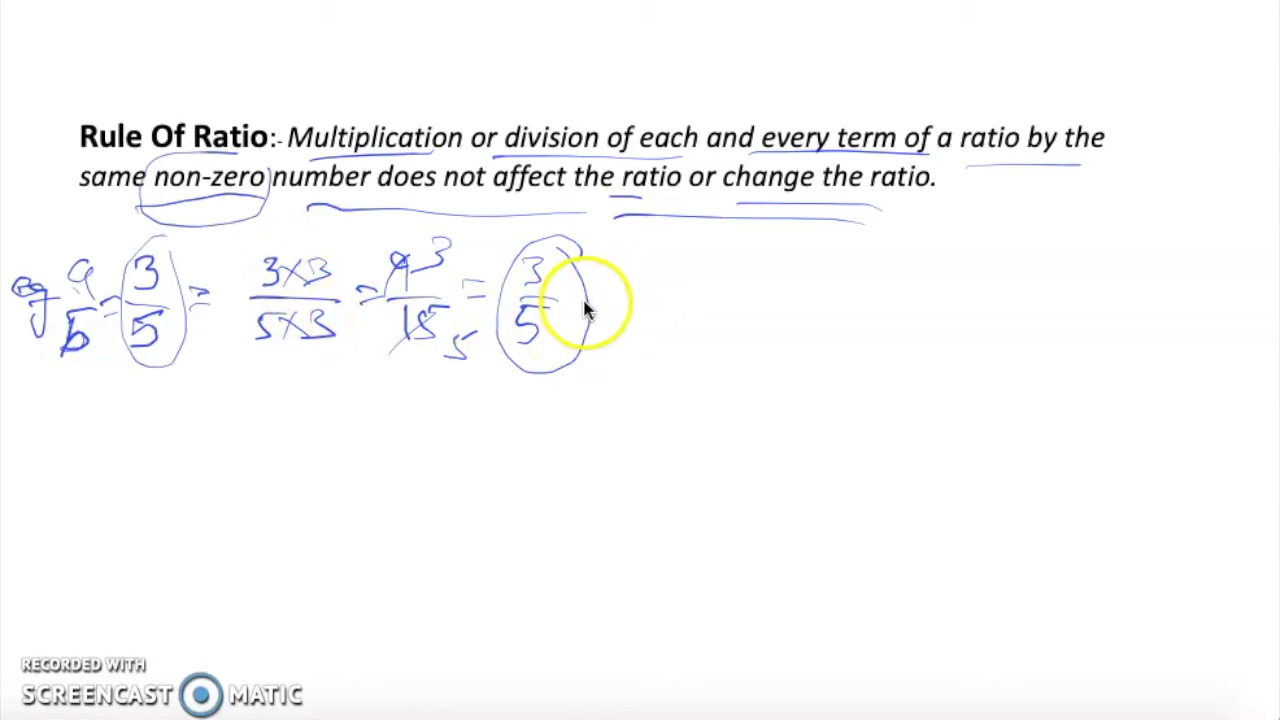 Rule Of Ratio:- Multiplication or division of each and every term of a ratio by the
same non-zero number does not affect the ratio or change the ratio.
eg a/b = 3/5 = 3×3/5×3 = 9/15 3 5 = 3/5
RECORDED WITH
SCREENCAST MATIC